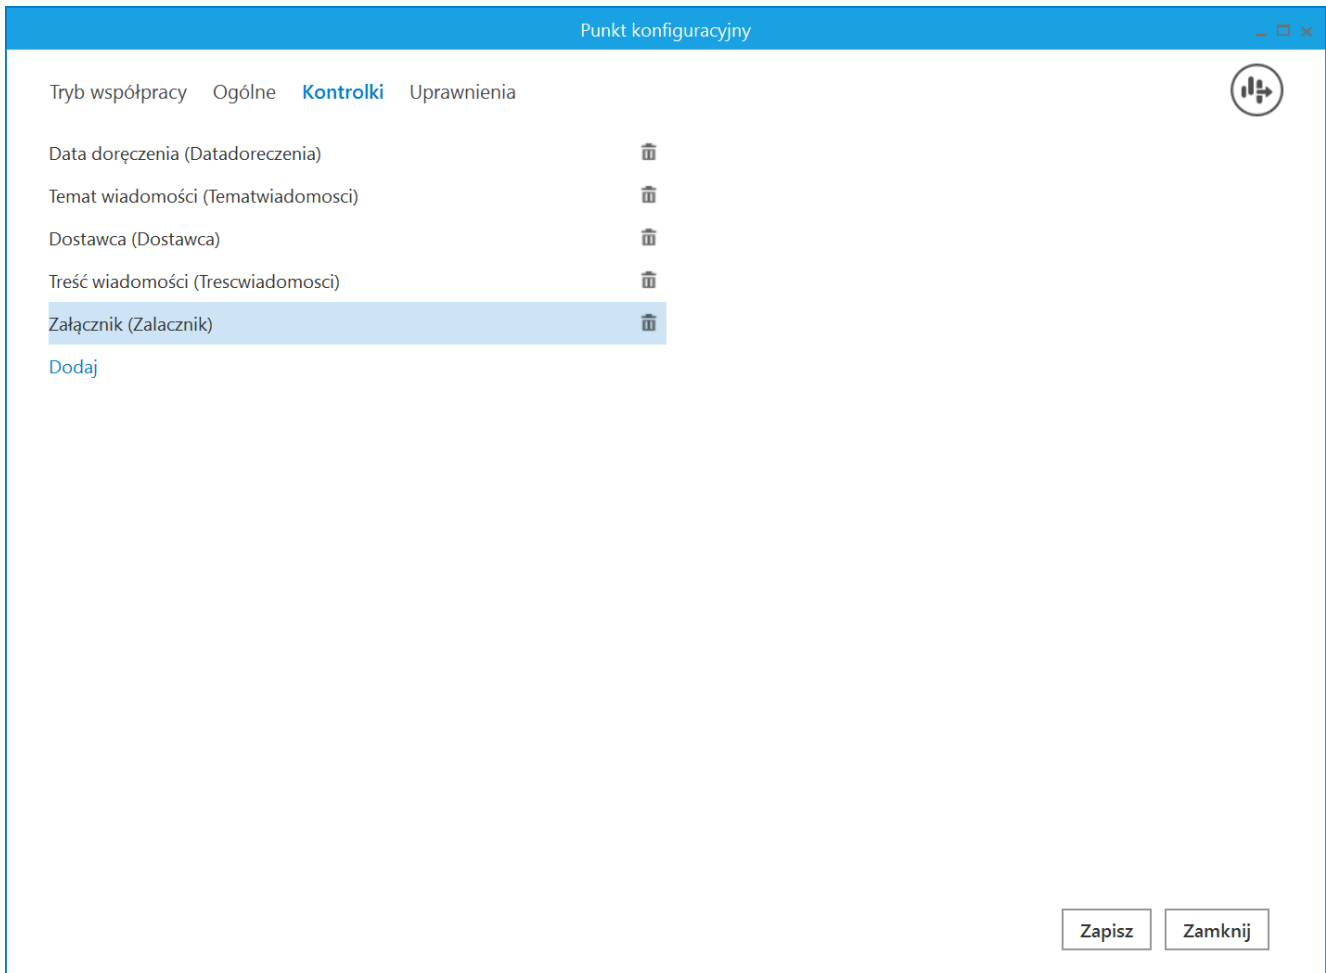 Punkt konfiguracyjny
Tryb współpracy Ogólne Kontrolki Uprawnienia
Data doręczenia (Datadoreczenia)
Temat wiadomości (Tematwiadomosci)
Dostawca (Dostawca)
Treść wiadomości (Trescwiadomosci)
Załącznik (Zalacznik)
Dodaj
Zapisz Zamknij